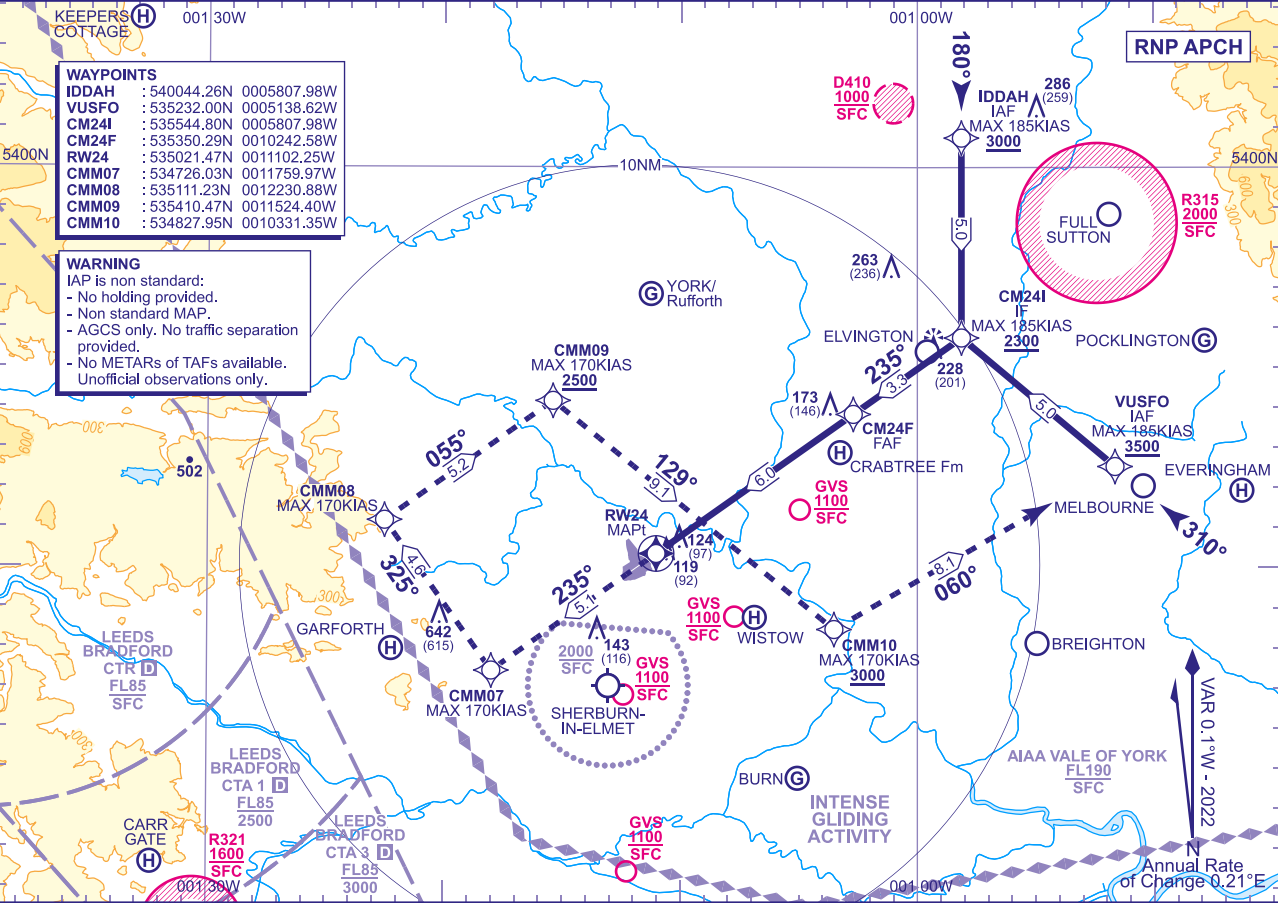 KEEPERS
COTTAGE
H
001:30W
001:00W
RNP APCH
WAYPOINTS
IDDAH : 540044.26N 0005807.98W
VUSFO : 535232.00N 0005138.62W
CM24I : 535544.80N 0005807.98W
CM24F : 535350.29N 0010242.58W
RW24 : 535021.47N 0011102.25W
CMM07 : 534726.03N 0011759.97W
CMM08 : 535111.23N 0012230.88W
CMM09 : 535410.47N 0011524.40W
CMM10 : 534827.95N 0010331.35W
WARNING
IAP is non standard:
- No holding provided.
- Non standard MAP.
- AGCS only. No traffic separation
provided.
- No METARs of TAFs available.
Unofficial observations only.
180°
D410
1000
SFC
IDDAH
IAF
MAX 185KIAS
3000
286
(259)
5400N
10NM
5400N
600
300
5.0
FULL
SUTTON
R315
2000
SFC
263
(236)
G
YORK/
Rufforth
CM24I
IF
MAX 185KIAS
2300
ELVINGTON
POCKLINGTON
G
228
(201)
235°
3.3
CMM09
MAX 170KIAS
2500
173
(146)
CM24F
FAF
5.0
VUSFO
IAF
MAX 185KIAS
3500
H
CRABTREE Fm
EVERINGHAM
H
MELBOURNE
310°
300
502
055°
5.2
129°
9.1
6.0
GVS
1100
SFC
CMM08
MAX 170KIAS
RW24
MAPt
124
(97)
119
(92)
4.6
325°
235°
5.1
8.1
060°
300
GARFORTH
H
642
(615)
GVS
1100
SFC
H
WISTOW
LEEDS
BRADFORD
CTR D
FL85
SFC
2000
SFC
143
(116)
GVS
1100
SFC
CMM07
MAX 170KIAS
SHERBURN-
IN-ELMET
CMM10
MAX 170KIAS
3000
BREIGHTON
300
LEEDS
BRADFORD
CTA 1 D
FL85
2500
BURN
G
INTENSE
GLIDING
ACTIVITY
AIAA VALE OF YORK
FL190
SFC
VAR 0.1°W - 2022
N
Annual Rate
of Change 0.21°E
CARR
GATE
H
R321
1600
SFC
LEEDS
BRADFORD
CTA 3 D
FL85
3000
GVS
1100
SFC
001:30W
001:00W